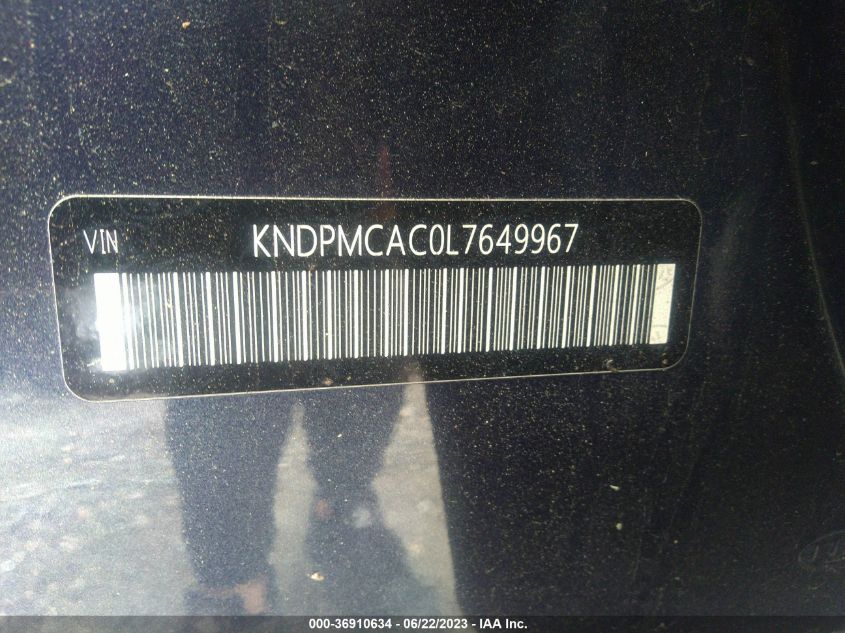 VIN KNDPMCAC0L7649967
000-36910634 / 06/22/2023 - IAA Inc.